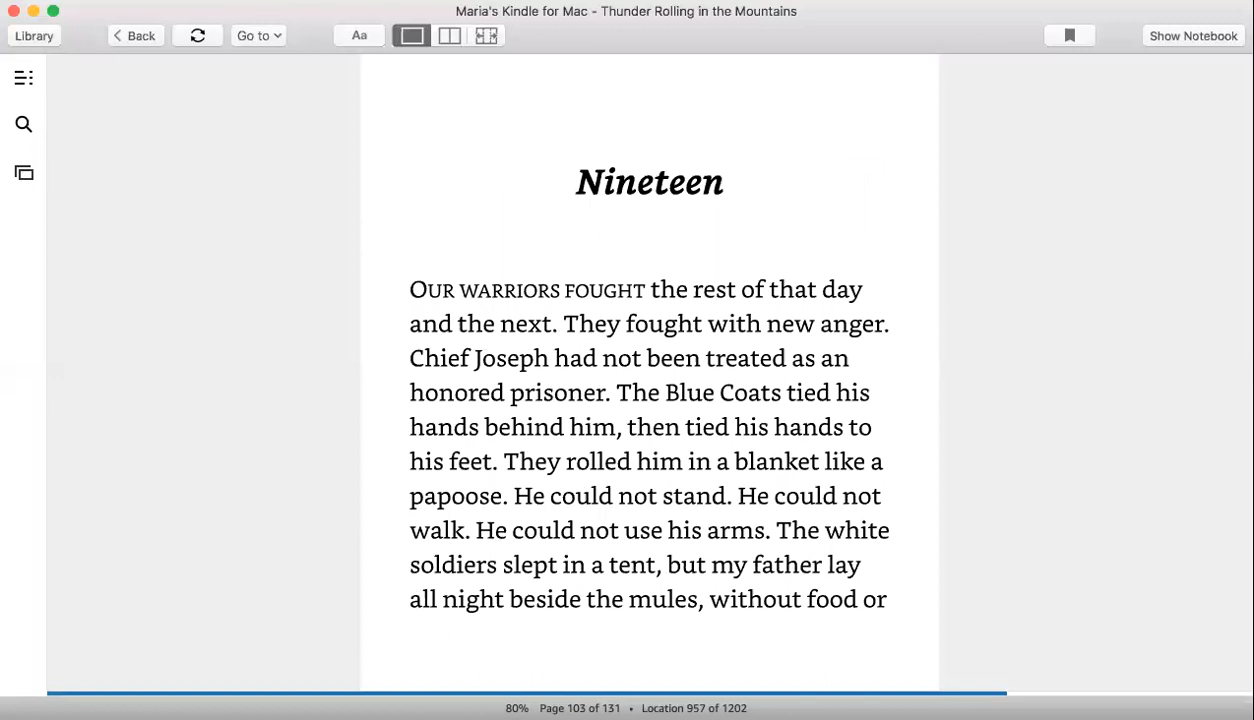 Maria's Kindle for Mac - Thunder Rolling in the Mountains
Library
Back
Go to
Aa
Show Notebook
Nineteen
OUR WARRIORS FOUGHT the rest of that day
and the next. They fought with new anger.
Chief Joseph had not been treated as an
honored prisoner. The Blue Coats tied his
hands behind him, then tied his hands to
his feet. They rolled him in a blanket like a
papoose. He could not stand. He could not
walk. He could not use his arms. The white
soldiers slept in a tent, but my father lay
all night beside the mules, without food or
80% Page 103 of 131 • Location 957 of 1202